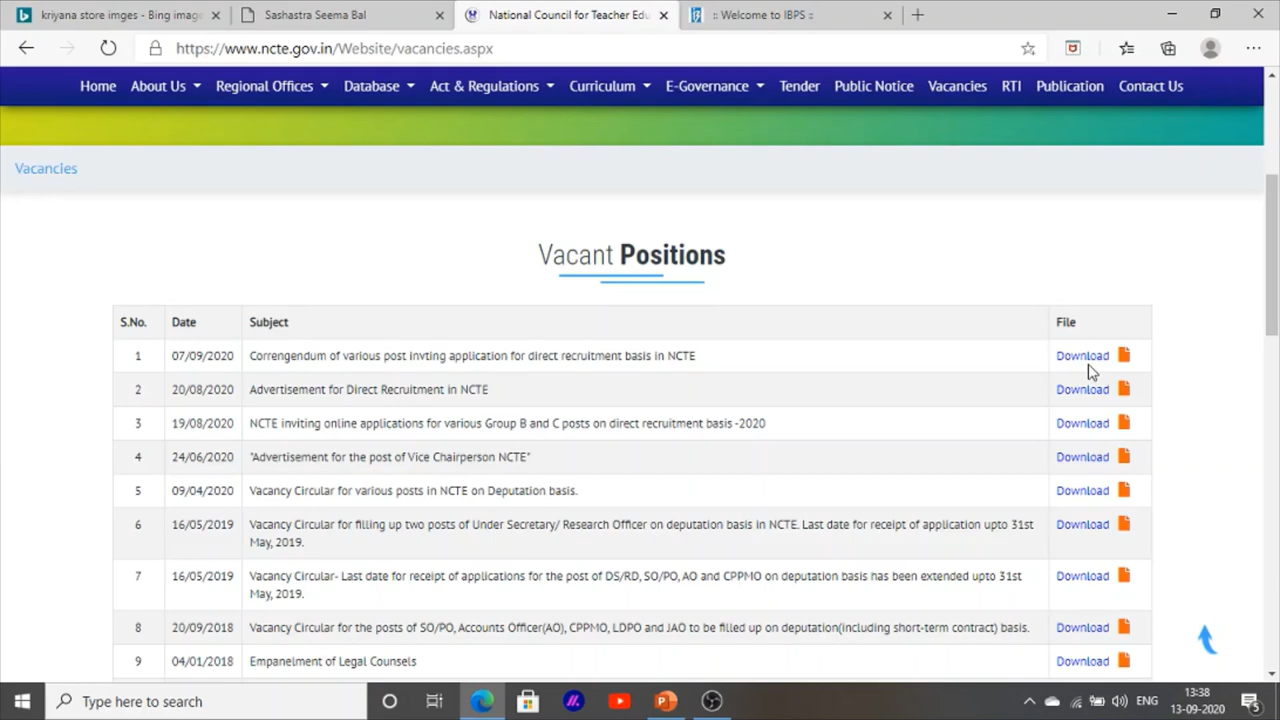 kriyana store imges - Bing imag
Sashastra Seema Bal
National Council for Teacher Edu
:: Welcome to IBPS ::
https://www.ncte.gov.in/Website/vacancies.aspx
Home About Us Regional Offices Database Act & Regulations Curriculum E-Governance Tender Public Notice Vacancies RTI Publication Contact Us
Vacancies
Vacant Positions
S.No. Date Subject File
1 07/09/2020 Correngendum of various post invting application for direct recruitment basis in NCTE Download
2 20/08/2020 Advertisement for Direct Recruitment in NCTE Download
3 19/08/2020 NCTE inviting online applications for various Group B and C posts on direct recruitment basis -2020 Download
4 24/06/2020 "Advertisement for the post of Vice Chairperson NCTE" Download
5 09/04/2020 Vacancy Circular for various posts in NCTE on Deputation basis. Download
6 16/05/2019 Vacancy Circular for filling up two posts of Under Secretary/ Research Officer on deputation basis in NCTE. Last date for receipt of application upto 31st Download
May, 2019.
7 16/05/2019 Vacancy Circular- Last date for receipt of applications for the post of DS/RD, SO/PO, AO and CPPMO on deputation basis has been extended upto 31st Download
May, 2019.
8 20/09/2018 Vacancy Circular for the posts of SO/PO, Accounts Officer(AO), CPPMO, LDPO and JAO to be filled up on deputation(including short-term contract) basis. Download
9 04/01/2018 Empanelment of Legal Counsels Download
Type here to search
ENG
13:38
13-09-2020
5